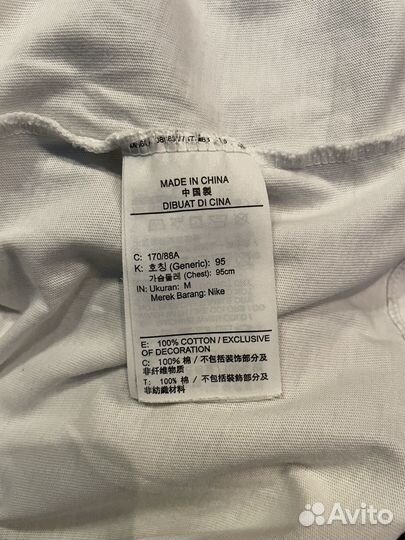 MADE IN CHINA
中国製
DIBUAT DI CINA
C: 170/88A
K: 호칭 (Generic): 95
가슴둘레 (Chest): 95cm
IN: Ukuran: M
Merek Barang: Nike
E: 100% COTTON / EXCLUSIVE
OF DECORATION
C: 100% 棉 / 不包括装饰部分及
非纤维材料
T: 100% 棉 / 不包括裝飾部分及
非紡織材料
Avito